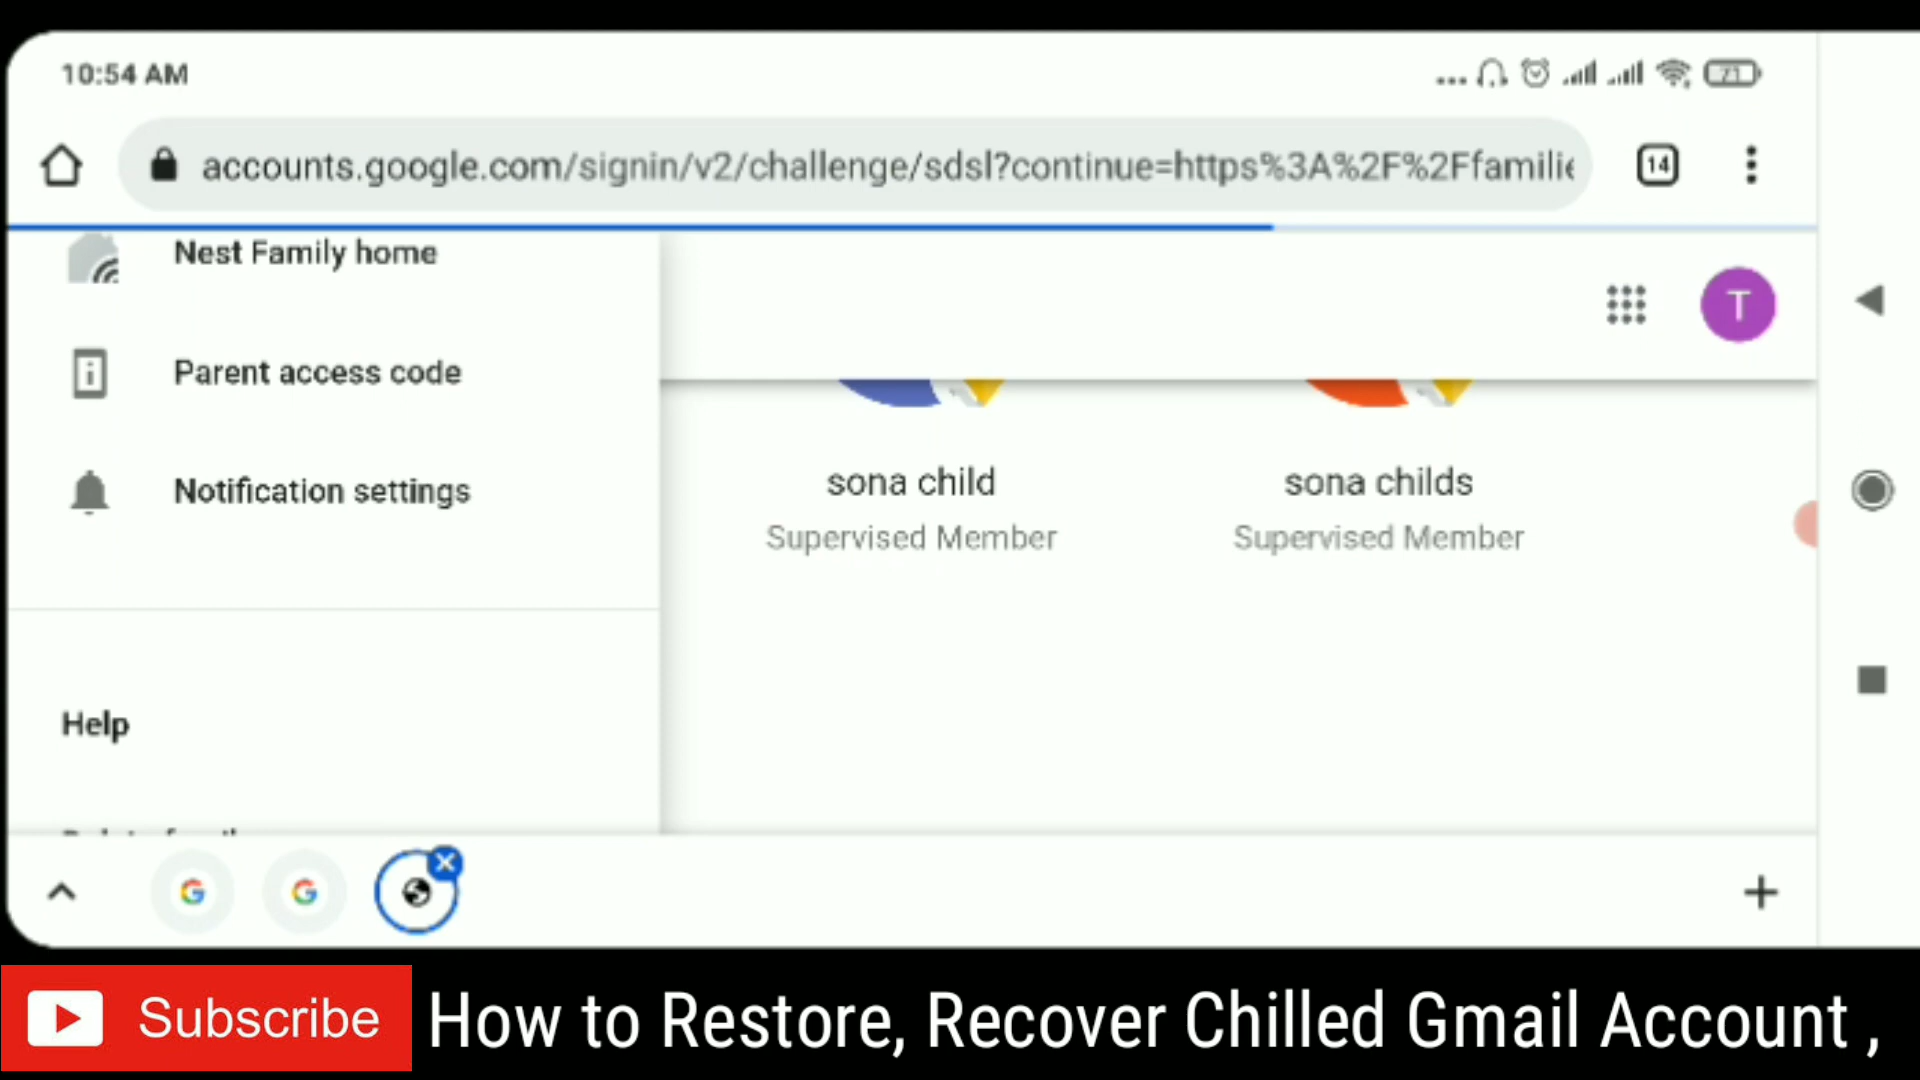 10:54 AM
71
accounts.google.com/signin/v2/challenge/sdsl?continue=https%3A%2F%2Ffamilie
14
Nest Family home
T
Parent access code
sona child
sona childs
Notification settings
Supervised Member
Supervised Member
Help
G
G
Subscribe
How to Restore, Recover Chilled Gmail Account ,